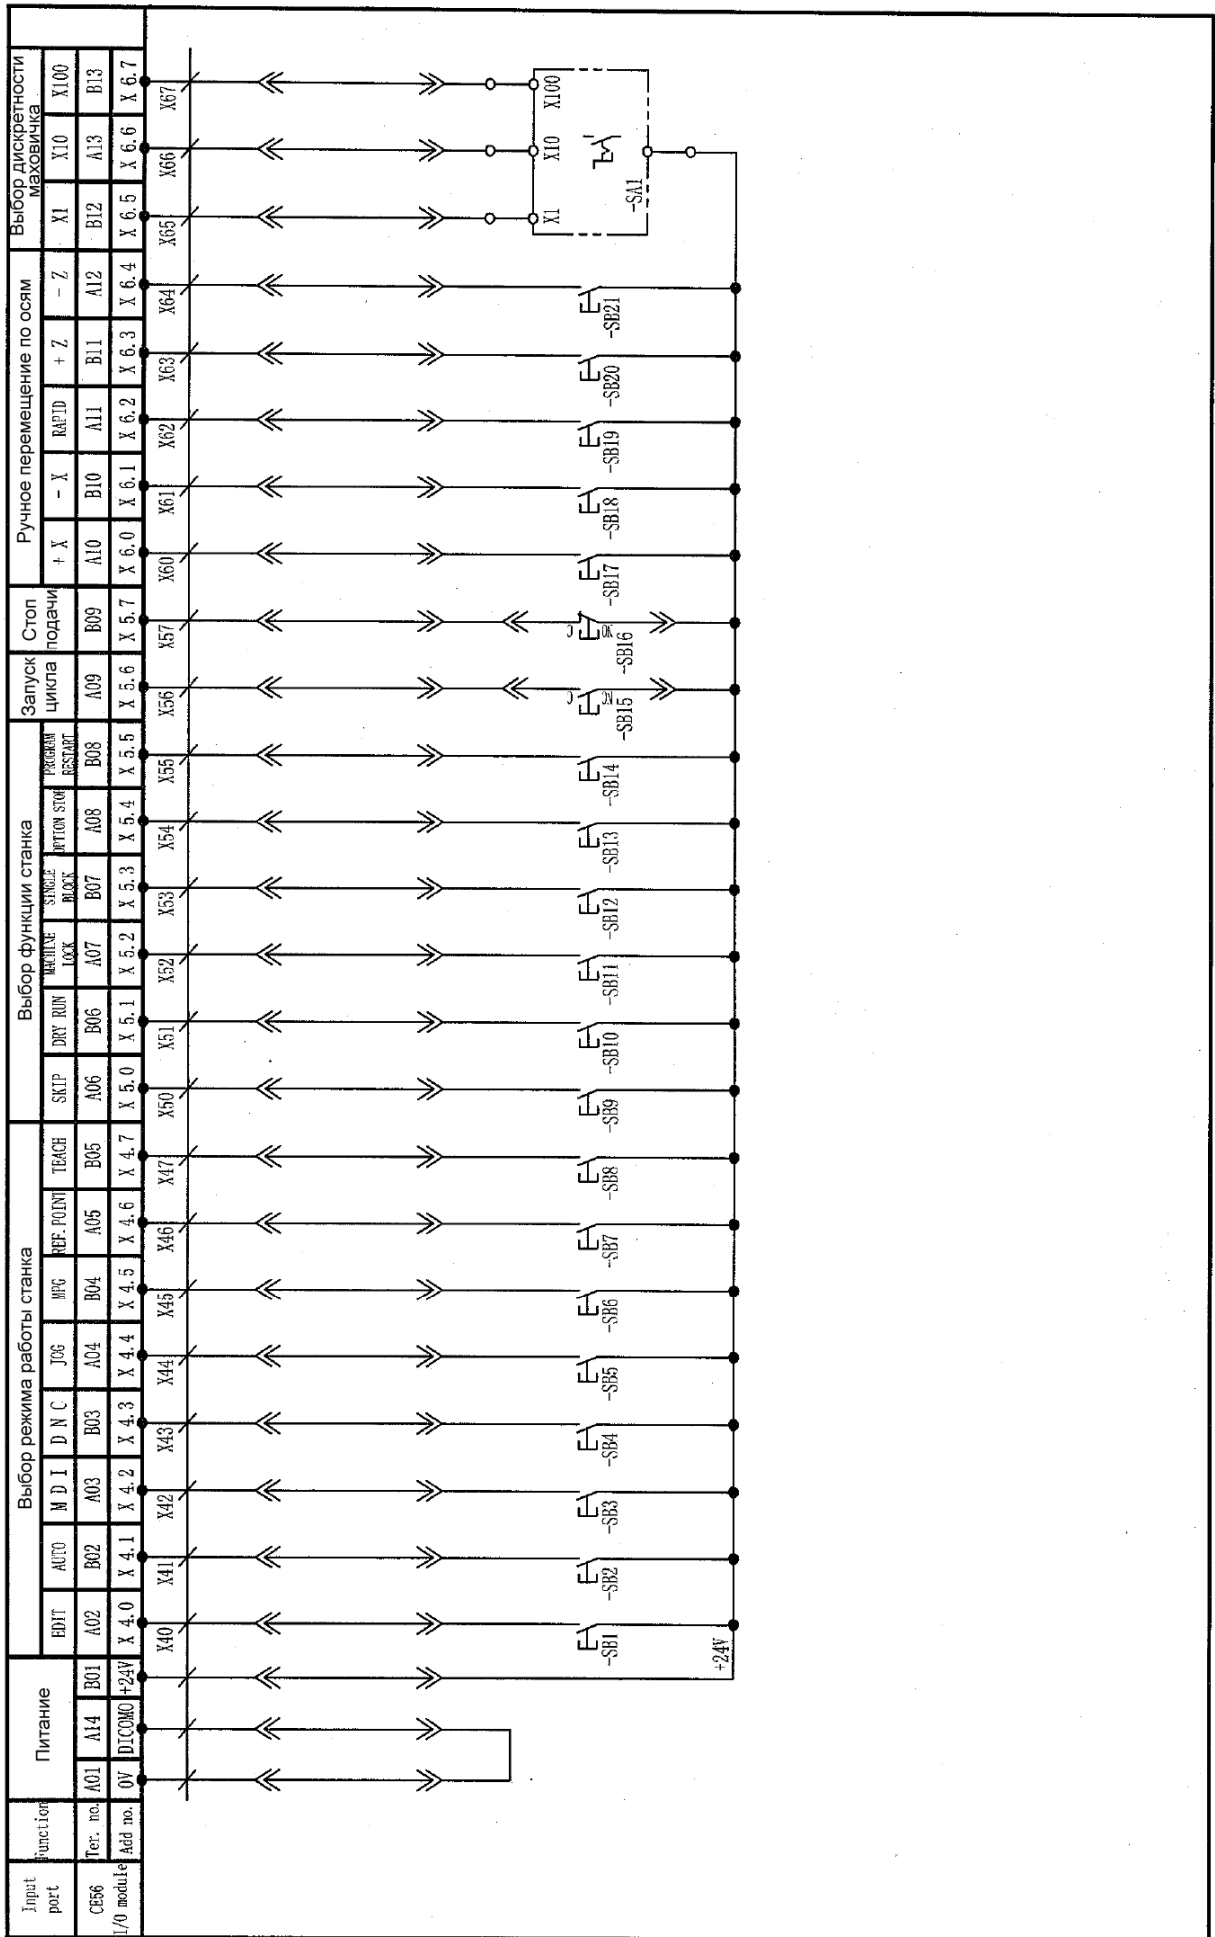 Input port
Function
Питание
Выбор режима работы станка
Выбор функции станка
Запуск цикла
Стоп подачи
Ручное перемещение по осям
Выбор дискретности маховичка
EDIT AUTO M D I D N C JOG MPG REF. POINT TEACH SKIP DRY RUN MACHINE LOCK SINGLE BLOCK OPTION STOP PROGRAM RESTART + X - X RAPID + Z - Z X1 X10 X100
CE56
I/O module
Ter. no. A01 A14 B01 A02 B02 A03 B03 A04 B04 A05 B05 A06 B06 A07 B07 A08 B08 A09 B09 A10 B10 A11 B11 A12 B12 A13 B13
Add no. 0V DICOM0 +24V X 4.0 X 4.1 X 4.2 X 4.3 X 4.4 X 4.5 X 4.6 X 4.7 X 5.0 X 5.1 X 5.2 X 5.3 X 5.4 X 5.5 X 5.6 X 5.7 X 6.0 X 6.1 X 6.2 X 6.3 X 6.4 X 6.5 X 6.6 X 6.7
X40 X41 X42 X43 X44 X45 X46 X47 X50 X51 X52 X53 X54 X55 X56 X57 X60 X61 X62 X63 X64 X65 X66 X67
X1 X10 X100
C C
NC NO
-SB1 -SB2 -SB3 -SB4 -SB5 -SB6 -SB7 -SB8 -SB9 -SB10 -SB11 -SB12 -SB13 -SB14 -SB15 -SB16 -SB17 -SB18 -SB19 -SB20 -SB21 -SA1
+24V